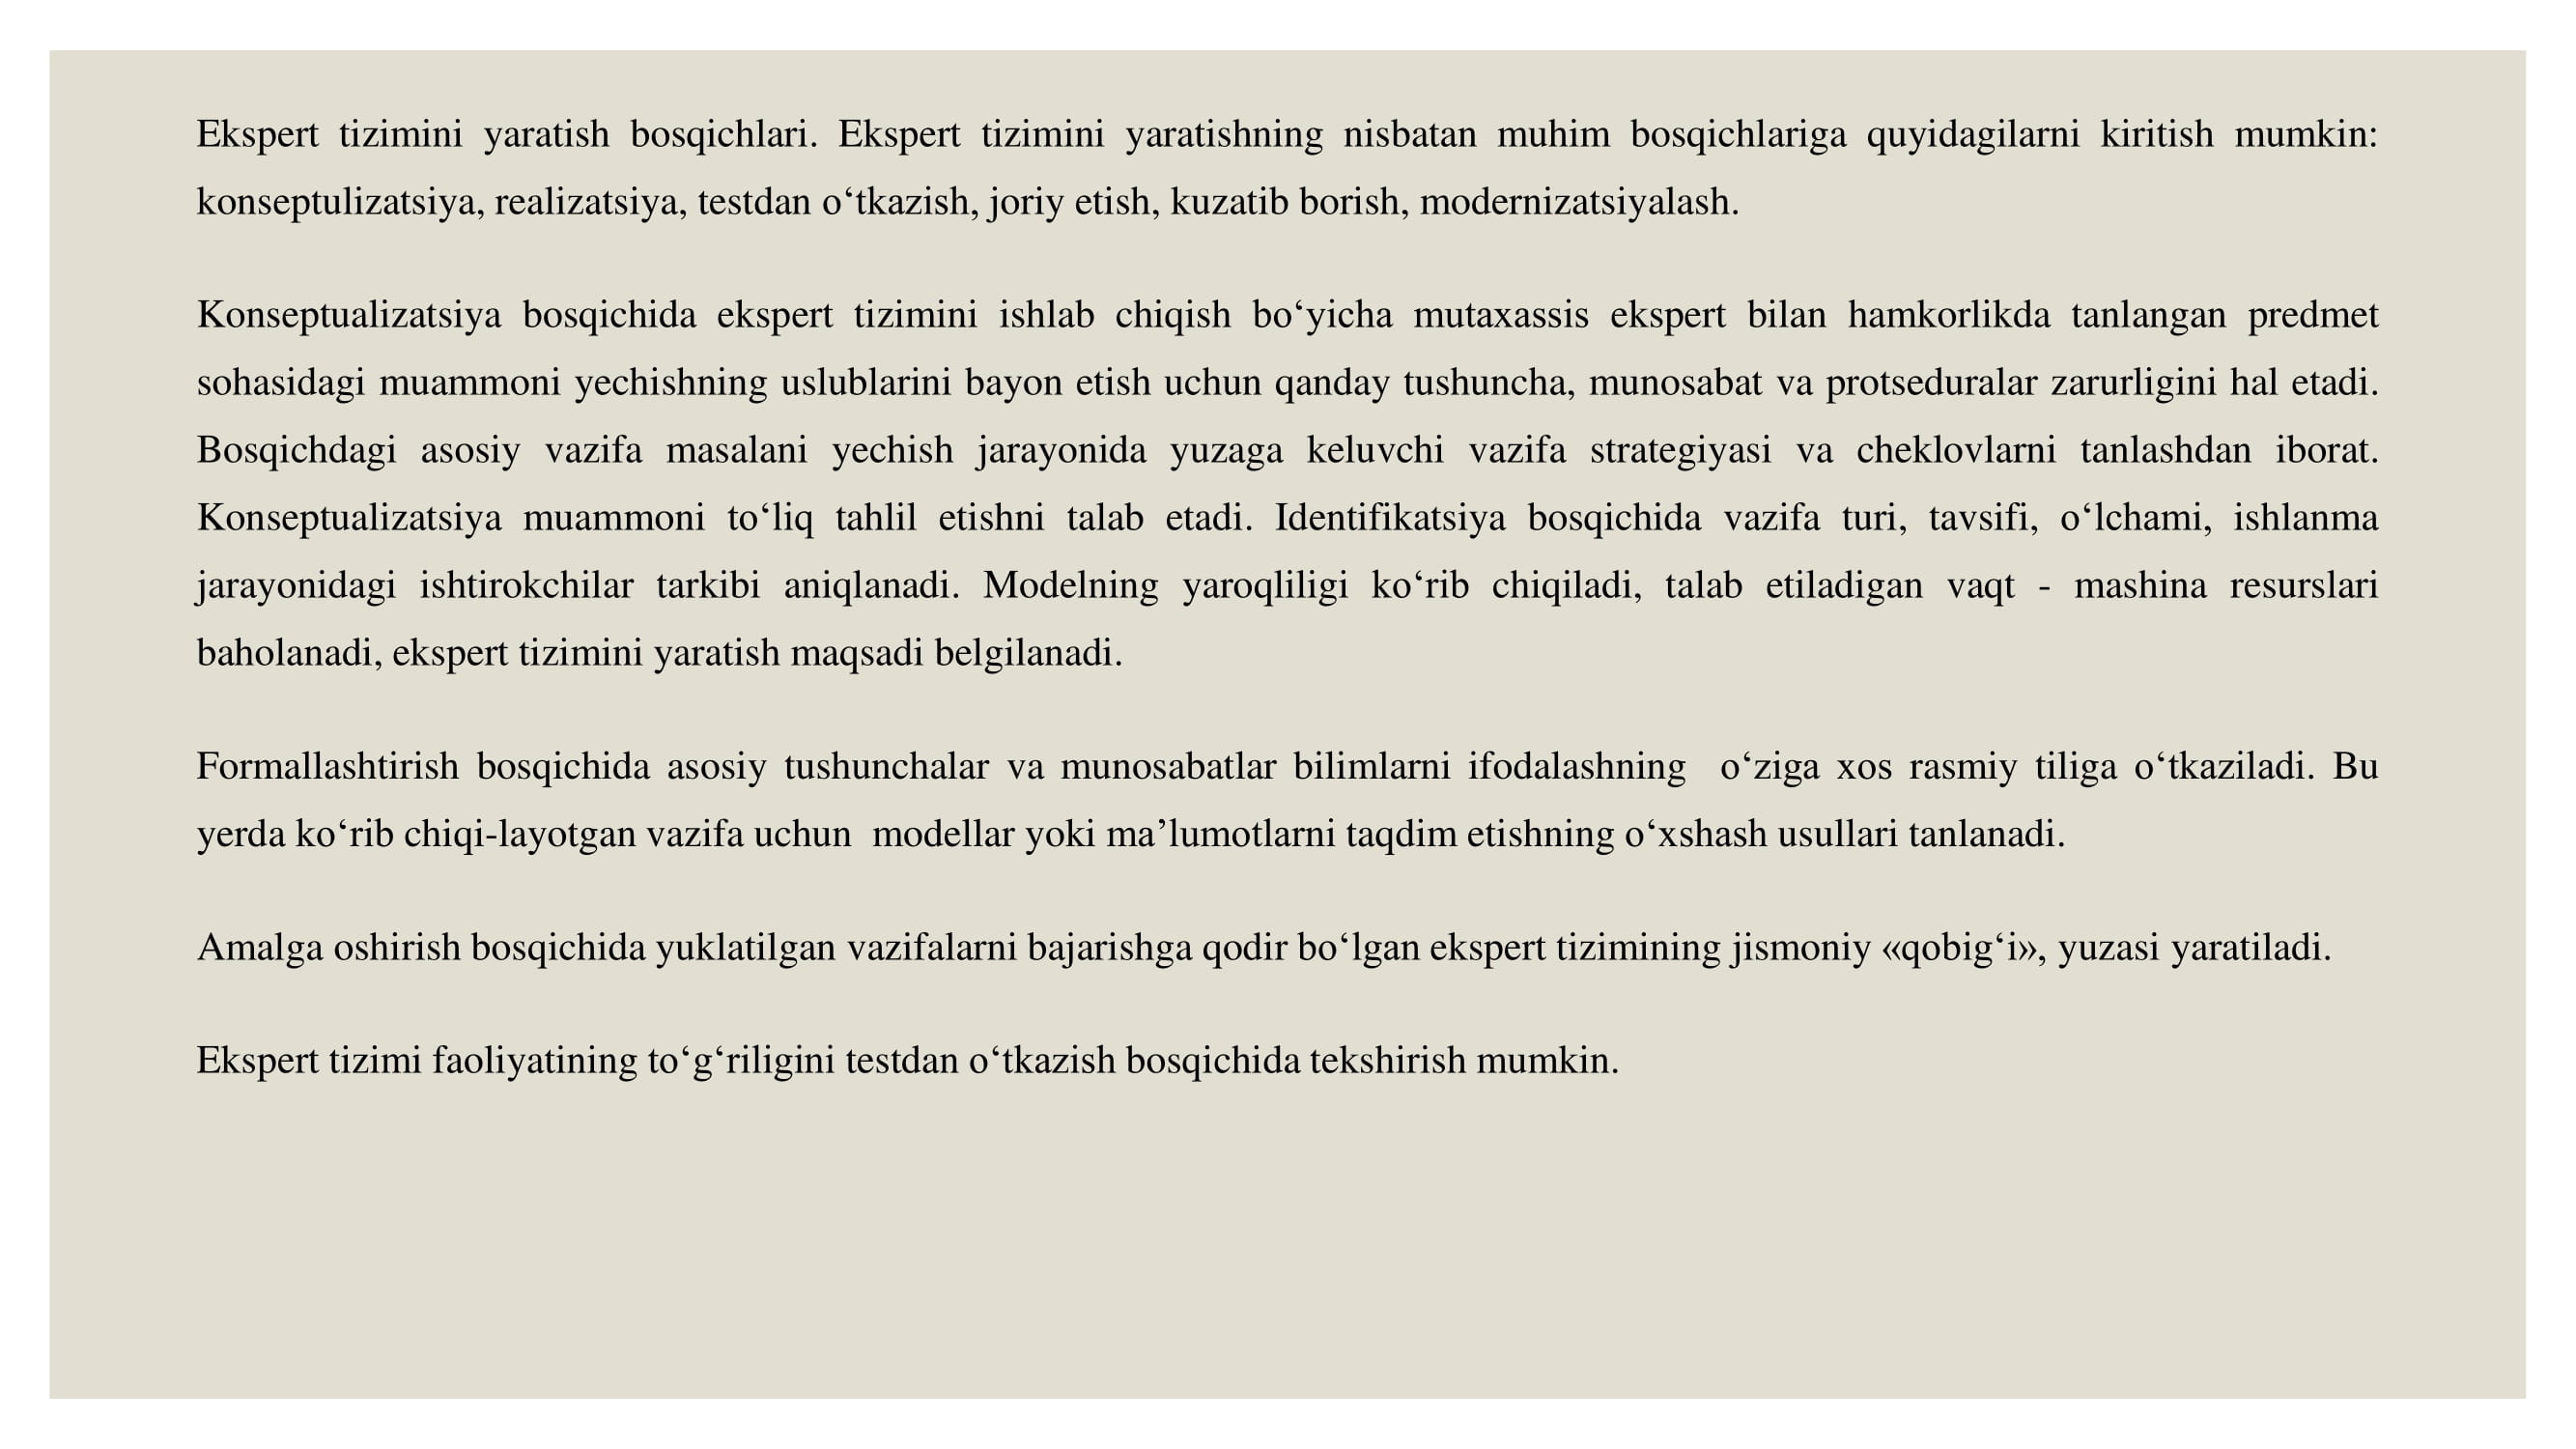 Ekspert tizimini yaratish bosqichlari. Ekspert tizimini yaratishning nisbatan muhim bosqichlariga quyidagilarni kiritish mumkin:
konseptulizatsiya, realizatsiya, testdan o‘tkazish, joriy etish, kuzatib borish, modernizatsiyalash.
Konseptualizatsiya bosqichida ekspert tizimini ishlab chiqish bo‘yicha mutaxassis ekspert bilan hamkorlikda tanlangan predmet
sohasidagi muammoni yechishning uslublarini bayon etish uchun qanday tushuncha, munosabat va protseduralar zarurligini hal etadi.
Bosqichdagi asosiy vazifa masalani yechish jarayonida yuzaga keluvchi vazifa strategiyasi va cheklovlarni tanlashdan iborat.
Konseptualizatsiya muammoni to‘liq tahlil etishni talab etadi. Identifikatsiya bosqichida vazifa turi, tavsifi, o‘lchami, ishlanma
jarayonidagi ishtirokchilar tarkibi aniqlanadi. Modelning yaroqliligi ko‘rib chiqiladi, talab etiladigan vaqt - mashina resurslari
baholanadi, ekspert tizimini yaratish maqsadi belgilanadi.
Formallashtirish bosqichida asosiy tushunchalar va munosabatlar bilimlarni ifodalashning  o‘ziga xos rasmiy tiliga o‘tkaziladi. Bu
yerda ko‘rib chiqi-layotgan vazifa uchun  modellar yoki ma’lumotlarni taqdim etishning o‘xshash usullari tanlanadi.
Amalga oshirish bosqichida yuklatilgan vazifalarni bajarishga qodir bo‘lgan ekspert tizimining jismoniy «qobig‘i», yuzasi yaratiladi.
Ekspert tizimi faoliyatining to‘g‘riligini testdan o‘tkazish bosqichida tekshirish mumkin.